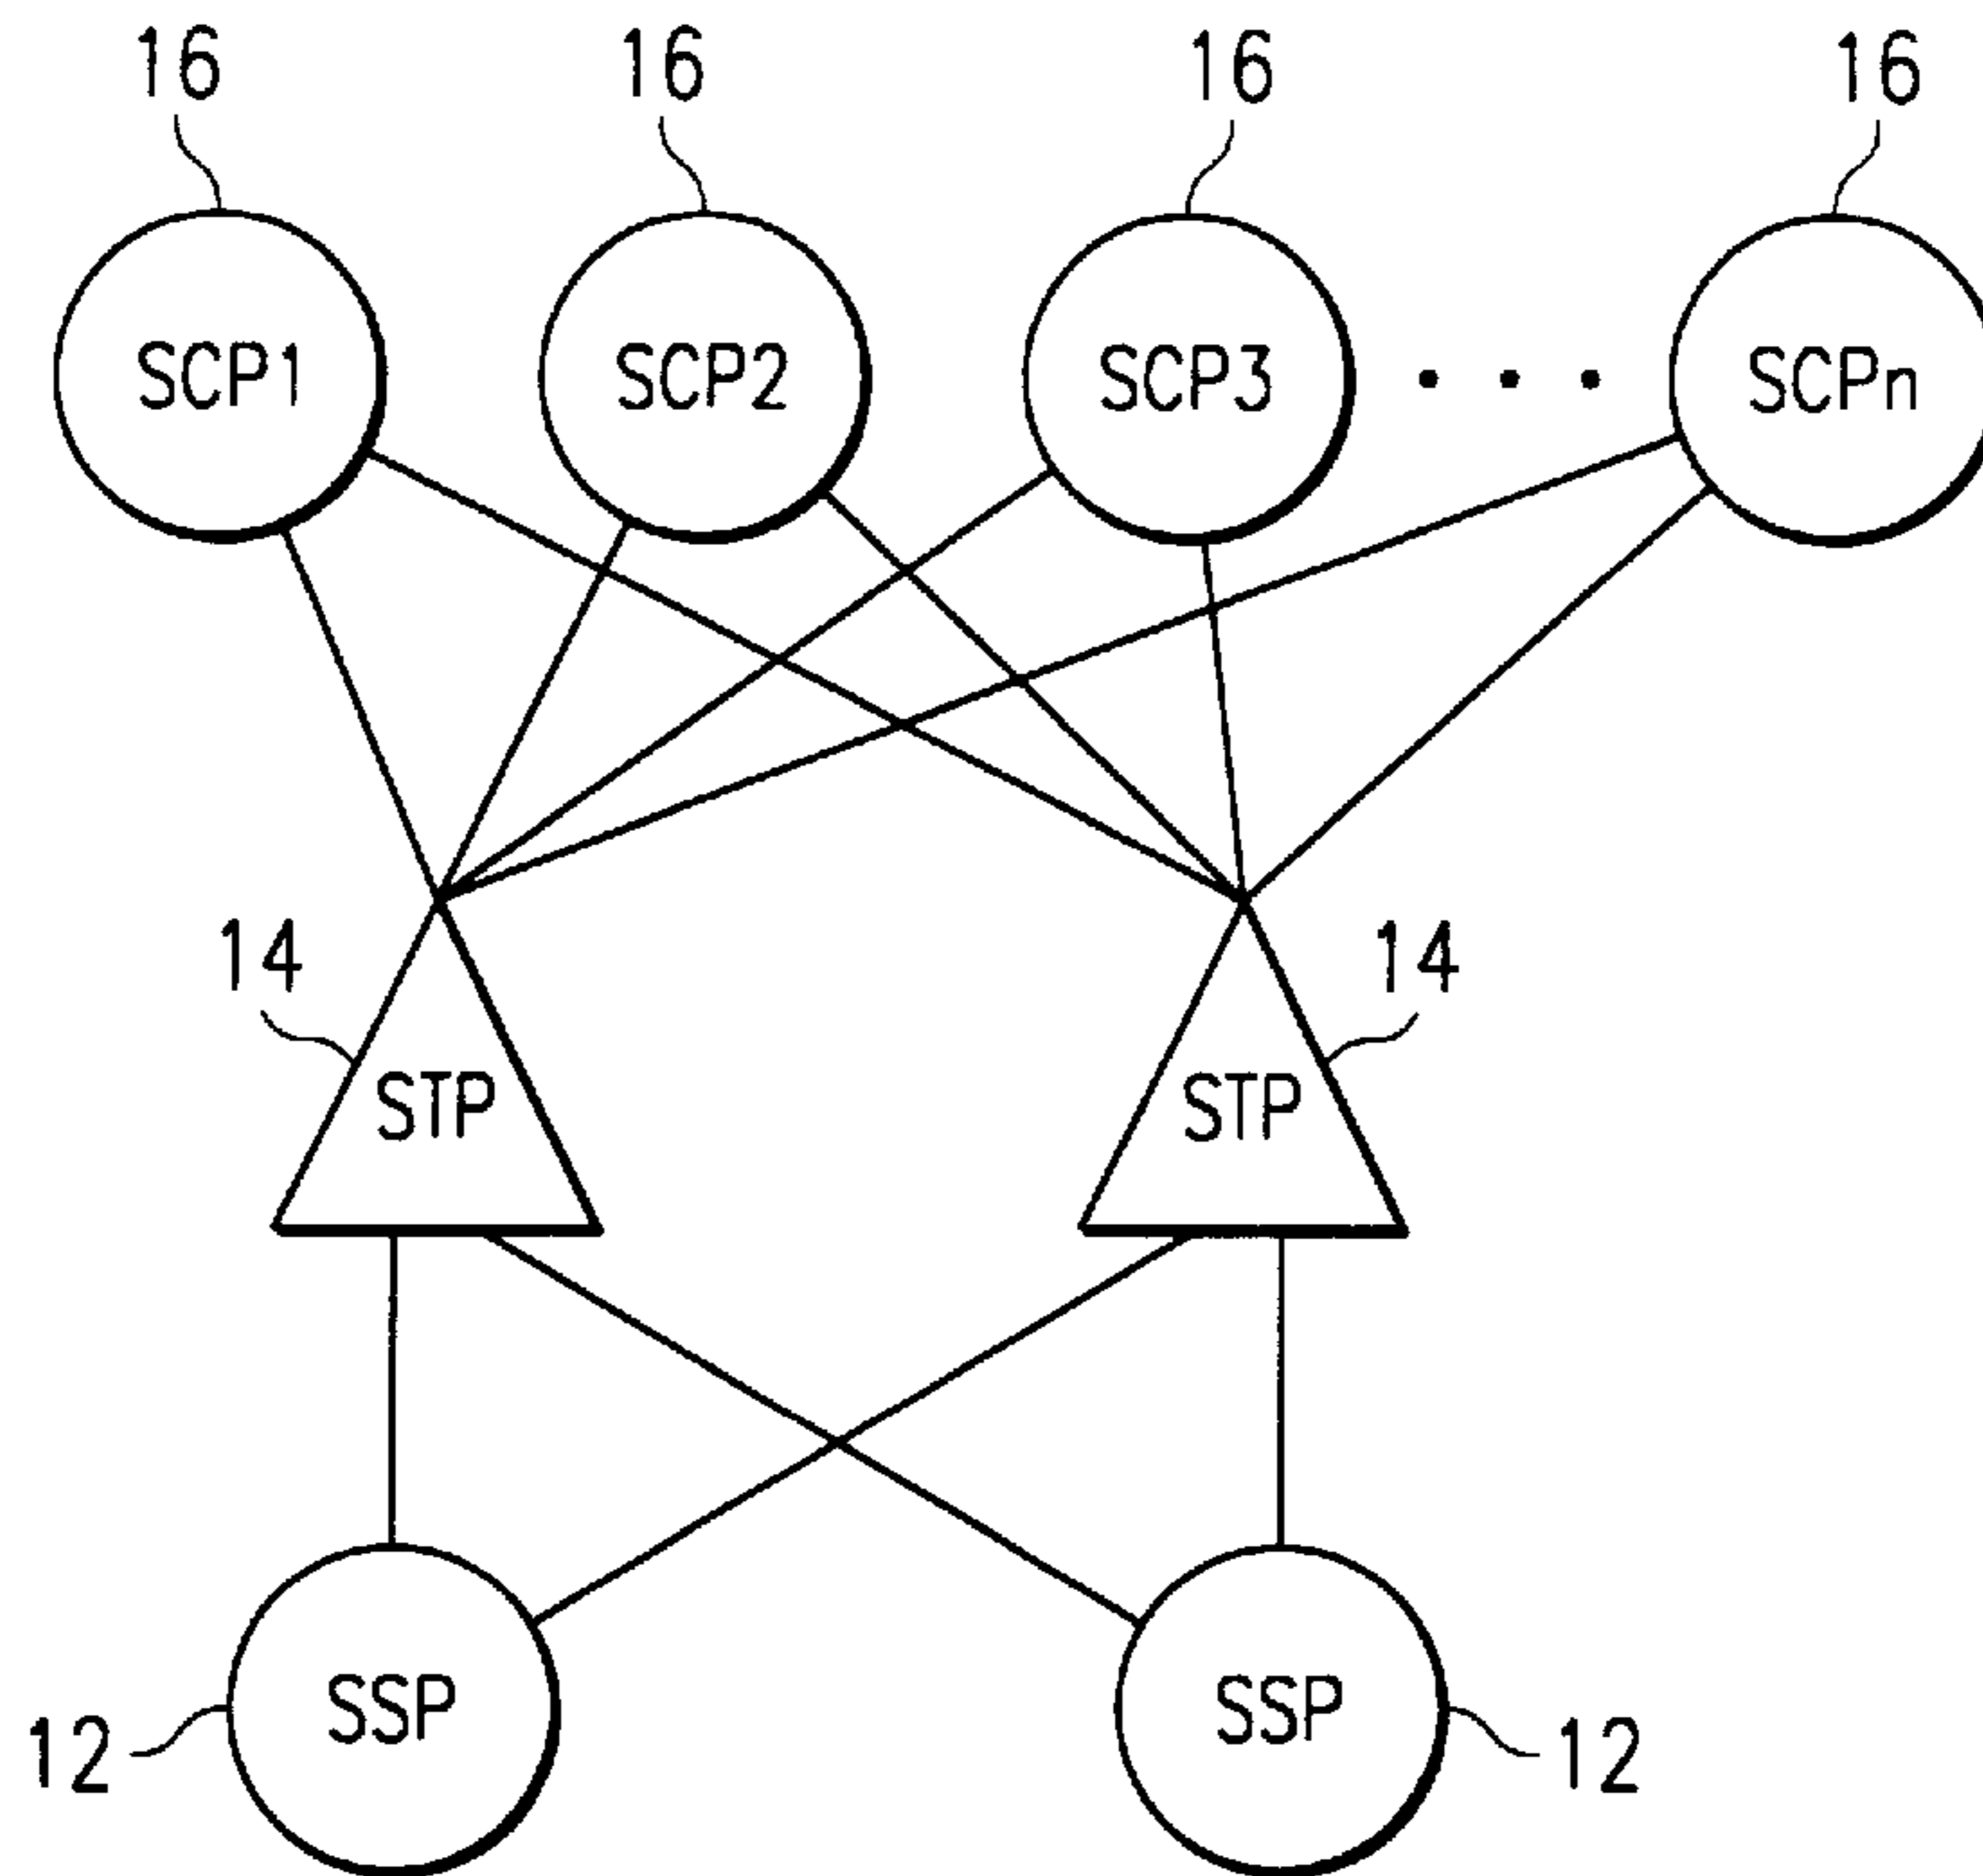 16 16 16 16
SCP1 SCP2 SCP3 • • • SCPn
14 14
STP STP
SSP SSP
12 12